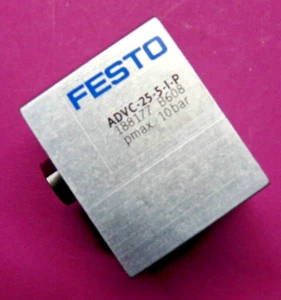 FESTO
ADVC-25-5-I-P
188177 B608
pmax. 10bar